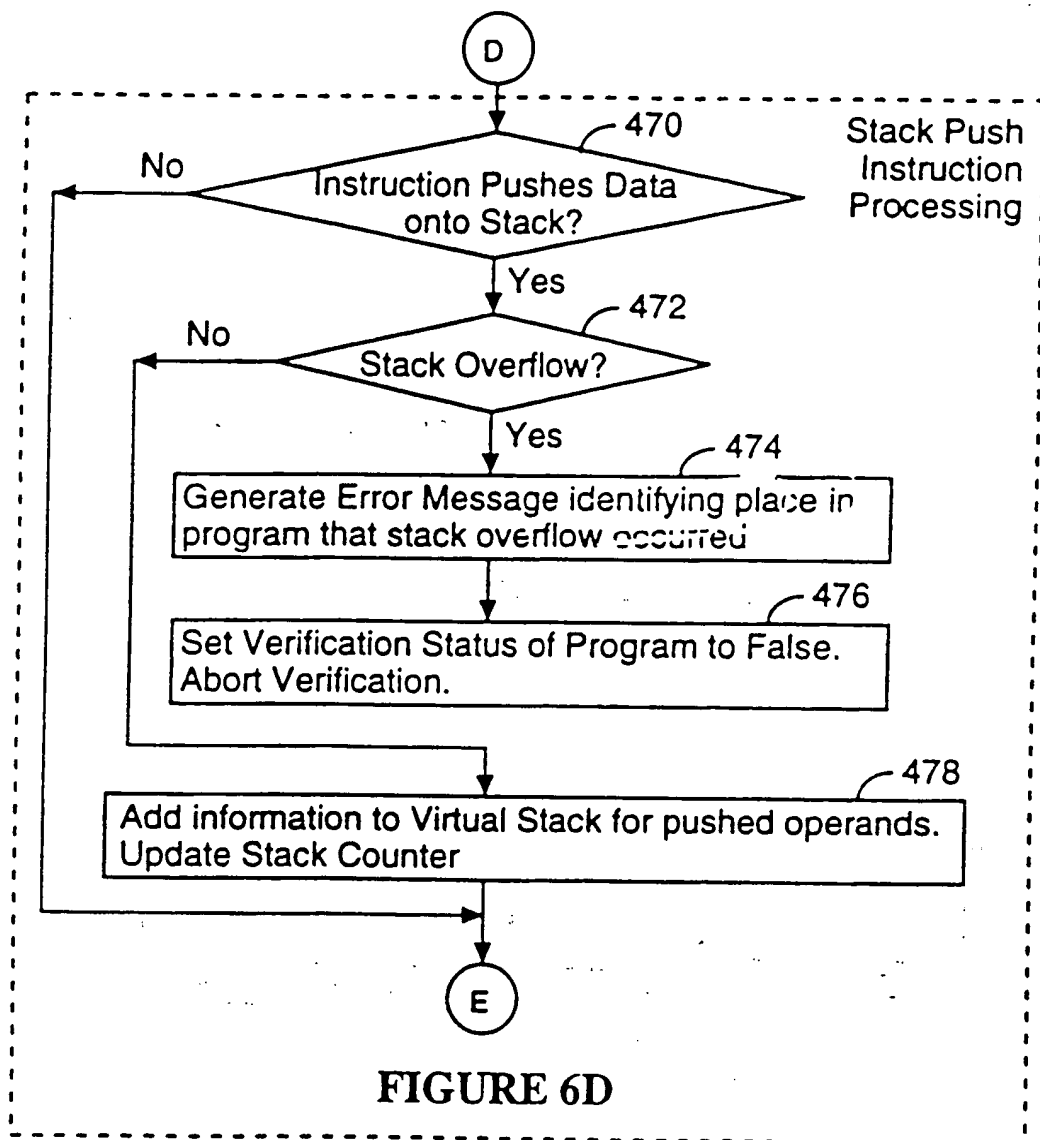 D
470
Stack Push
Instruction
Processing
No
Instruction Pushes Data
onto Stack?
Yes
472
No
Stack Overflow?
Yes
474
Generate Error Message identifying place in
program that stack overflow occurred
476
Set Verification Status of Program to False.
Abort Verification.
478
Add information to Virtual Stack for pushed operands.
Update Stack Counter
E
FIGURE 6D